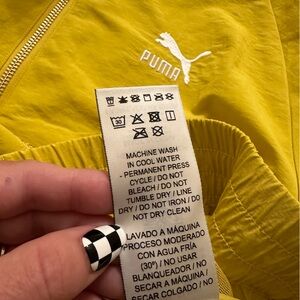 PUMA
30
MACHINE WASH
IN COOL WATER
- PERMANENT PRESS
CYCLE / DO NOT
BLEACH / DO NOT
TUMBLE DRY / LINE
DRY / DO NOT IRON / DO
NOT DRY CLEAN
LAVADO A MÁQUINA
PROCESO MODERADO
CON AGUA FRÍA
(30°) / NO USAR
BLANQUEADOR / NO
SECAR A MÁQUINA /
SECAR COLGADO / NO